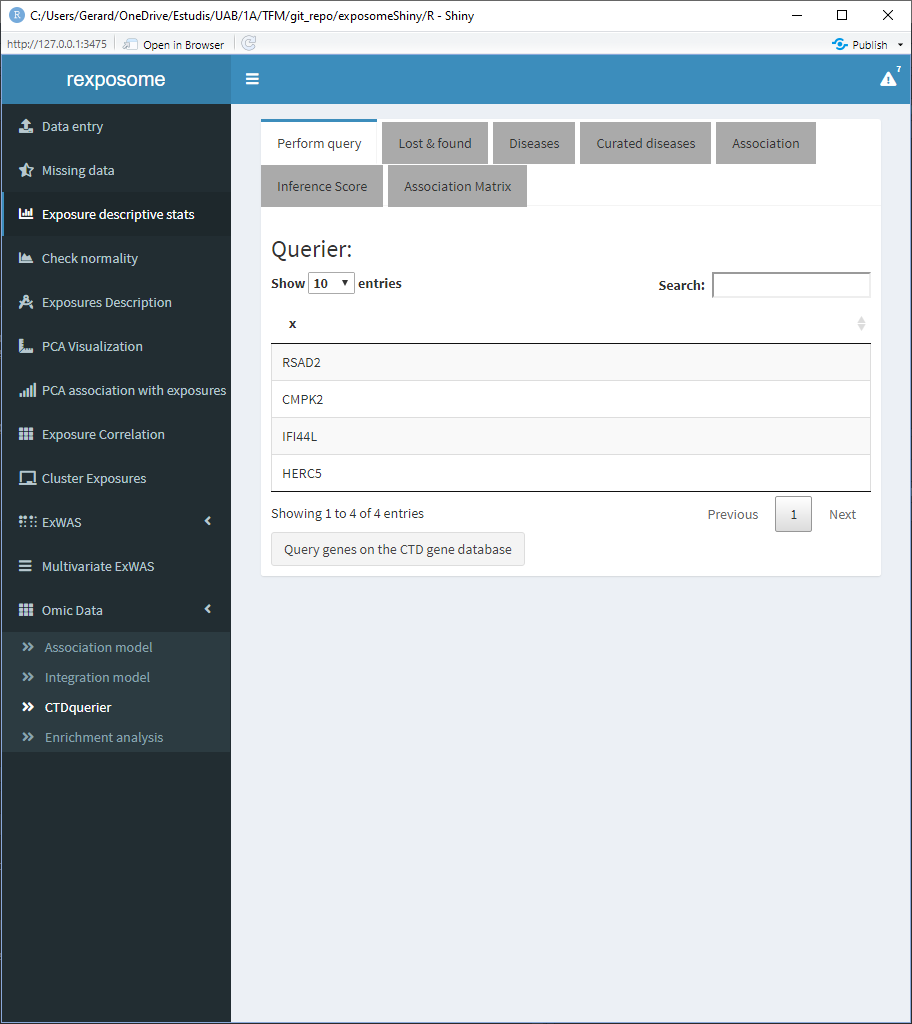 R C:/Users/Gerard/OneDrive/Estudis/UAB/1A/TFM/git_repo/exposomeShiny/R - Shiny
http://127.0.0.1:3475 Open in Browser Publish
rexposome 7
Data entry
Missing data
Exposure descriptive stats
Check normality
Exposures Description
PCA Visualization
PCA association with exposures
Exposure Correlation
Cluster Exposures
ExWAS
Multivariate ExWAS
Omic Data
Association model
Integration model
CTDquerier
Enrichment analysis
Perform query Lost & found Diseases Curated diseases Association
Inference Score Association Matrix
Querier:
Show 10 entries Search:
x
RSAD2
CMPK2
IFI44L
HERC5
Showing 1 to 4 of 4 entries Previous 1 Next
Query genes on the CTD gene database